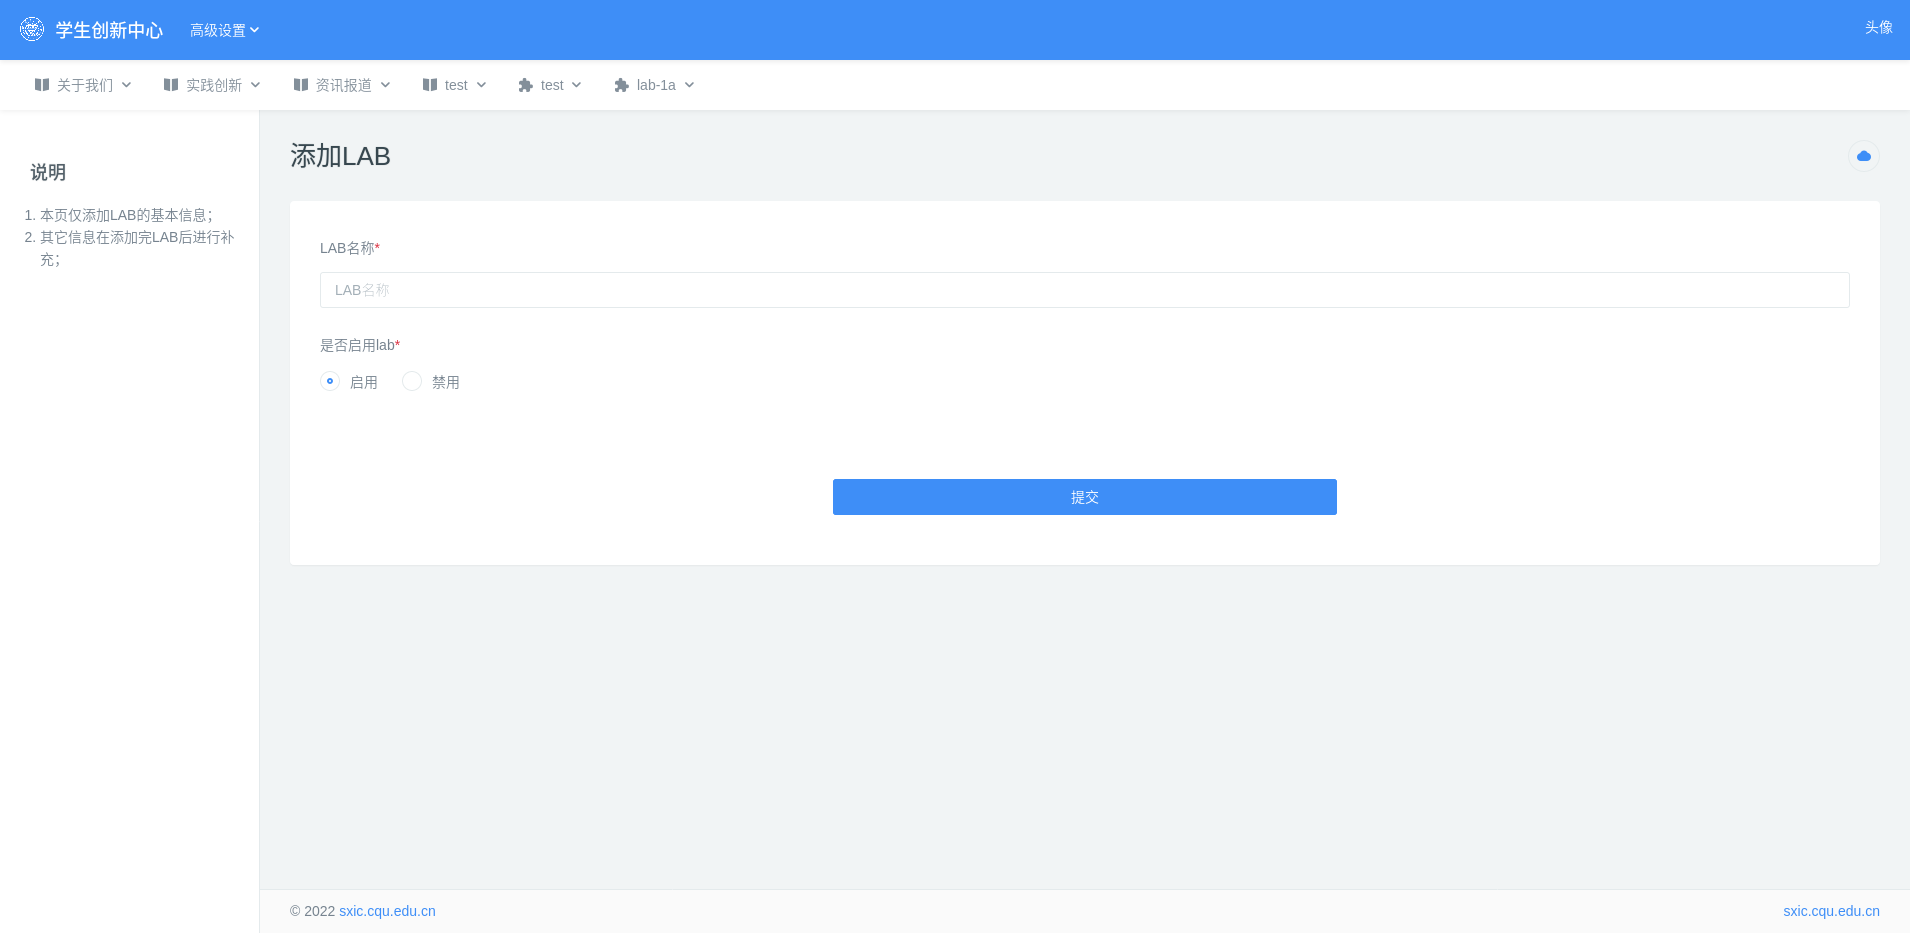 学生创新中心
高级设置
头像
关于我们
实践创新
资讯报道
test
test
lab-1a
说明
1. 本页仅添加LAB的基本信息；
2. 其它信息在添加完LAB后进行补
充；
添加LAB
LAB名称*
LAB名称
是否启用lab*
启用
禁用
提交
© 2022 sxic.cqu.edu.cn
sxic.cqu.edu.cn